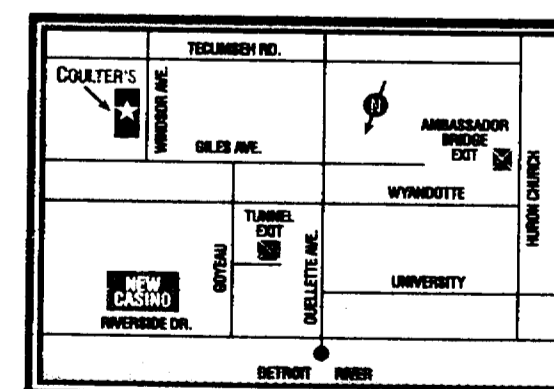 TECUMSEH RD.
COULTER'S
WINDSOR AVE.
GILES AVE.
N
AMBASSADOR
BRIDGE
EXIT
HURON CHURCH
WYANDOTTE
TUNNEL
EXIT
GOYEAU
OUELLETTE AVE.
UNIVERSITY
NEW
CASINO
RIVERSIDE DR.
DETROIT RIVER